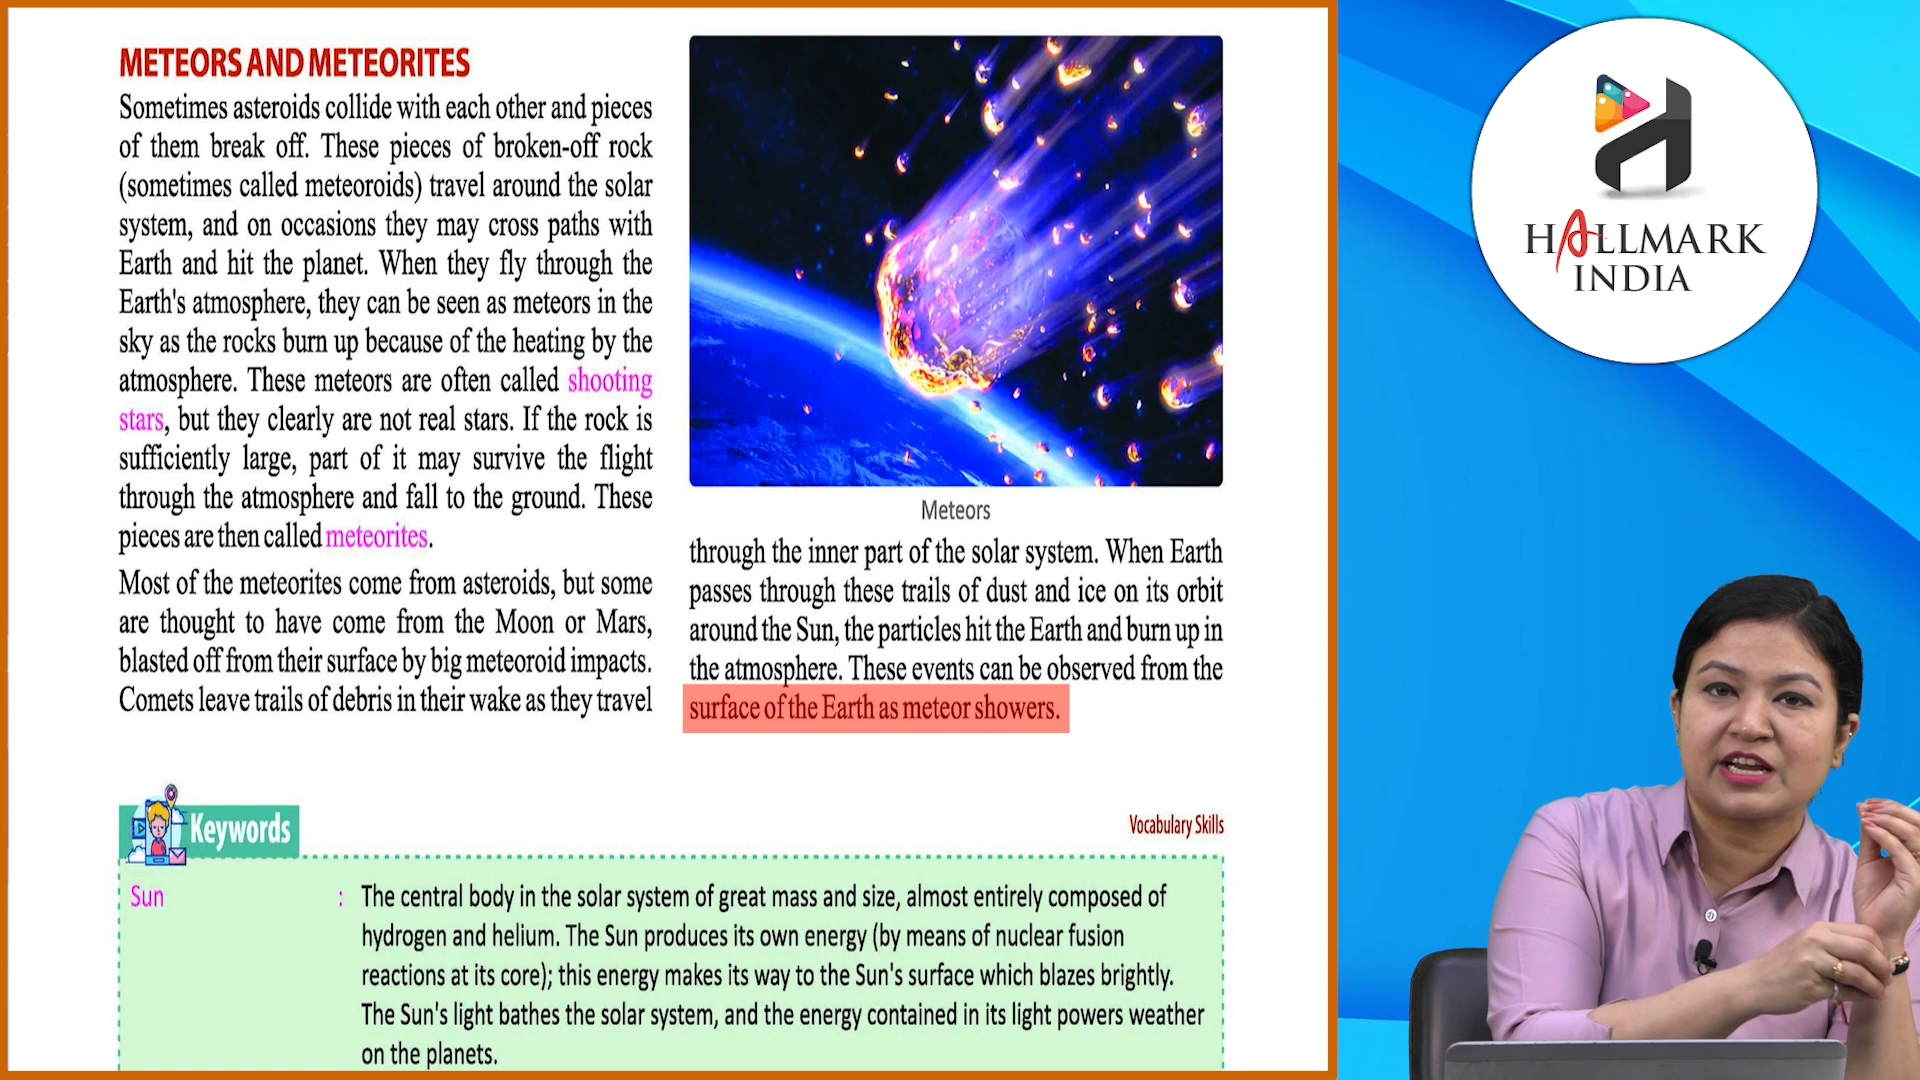 METEORS AND METEORITES
Sometimes asteroids collide with each other and pieces
of them break off. These pieces of broken-off rock
(sometimes called meteoroids) travel around the solar
system, and on occasions they may cross paths with
Earth and hit the planet. When they fly through the
Earth's atmosphere, they can be seen as meteors in the
sky as the rocks burn up because of the heating by the
atmosphere. These meteors are often called shooting
stars, but they clearly are not real stars. If the rock is
sufficiently large, part of it may survive the flight
through the atmosphere and fall to the ground. These
pieces are then called meteorites.
Most of the meteorites come from asteroids, but some
are thought to have come from the Moon or Mars,
blasted off from their surface by big meteoroid impacts.
Comets leave trails of debris in their wake as they travel
Meteors
through the inner part of the solar system. When Earth
passes through these trails of dust and ice on its orbit
around the Sun, the particles hit the Earth and burn up in
the atmosphere. These events can be observed from the
surface of the Earth as meteor showers.
Keywords
Vocabulary Skills
Sun : The central body in the solar system of great mass and size, almost entirely composed of
hydrogen and helium. The Sun produces its own energy (by means of nuclear fusion
reactions at its core); this energy makes its way to the Sun's surface which blazes brightly.
The Sun's light bathes the solar system, and the energy contained in its light powers weather
on the planets.
HALLMARK
INDIA